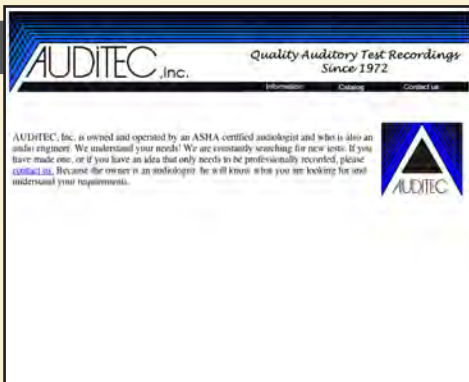 AUDiTEC, Inc.
Quality Auditory Test Recordings
Since 1972
Information Catalog Contact us
AUDiTEC, Inc. is owned and operated by an ASHA certified audiologist and who is also an
audio engineer. We understand your needs! We are constantly searching for new tests. If you
have made one, or if you have an idea that only needs to be professionally recorded, please
contact us. Because the owner is an audiologist he will know what you are looking for and
understand your requirements.
AUDiTEC